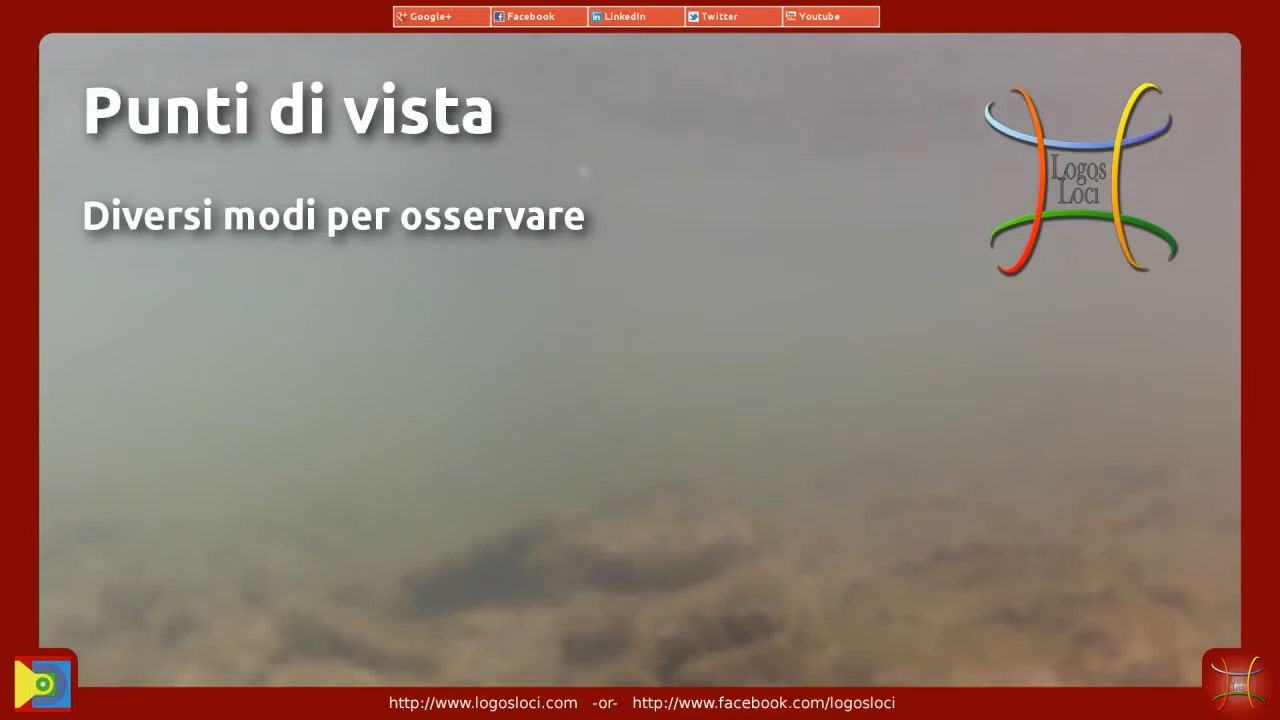 Google+ Facebook LinkedIn Twitter Youtube
Punti di vista
Logos
Loci
Diversi modi per osservare
http://www.logosloci.com -or- http://www.facebook.com/logosloci